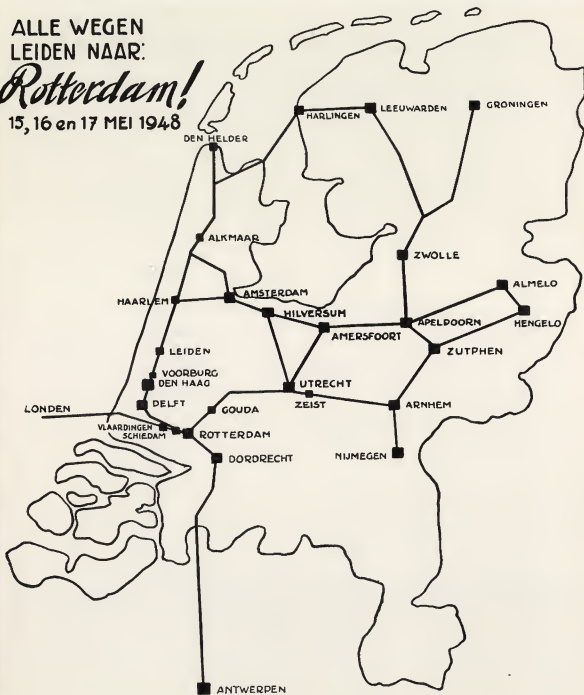 ALLE WEGEN
LEIDEN NAAR:
Rotterdam!
15, 16 en 17 MEI 1948
DEN HELDER
HARLINGEN
LEEUWARDEN
GRONINGEN
ALKMAAR
ZWOLLE
HAARLEM
AMSTERDAM
HILVERSUM
AMERSFOORT
APELDOORN
ALMELO
HENGELO
ZUTPHEN
LEIDEN
VOORBURG
DEN HAAG
DELFT
UTRECHT
ZEIST
ARNHEM
LONDEN
GOUDA
VLAARDINGEN
SCHIEDAM
ROTTERDAM
DORDRECHT
NIJMEGEN
ANTWERPEN